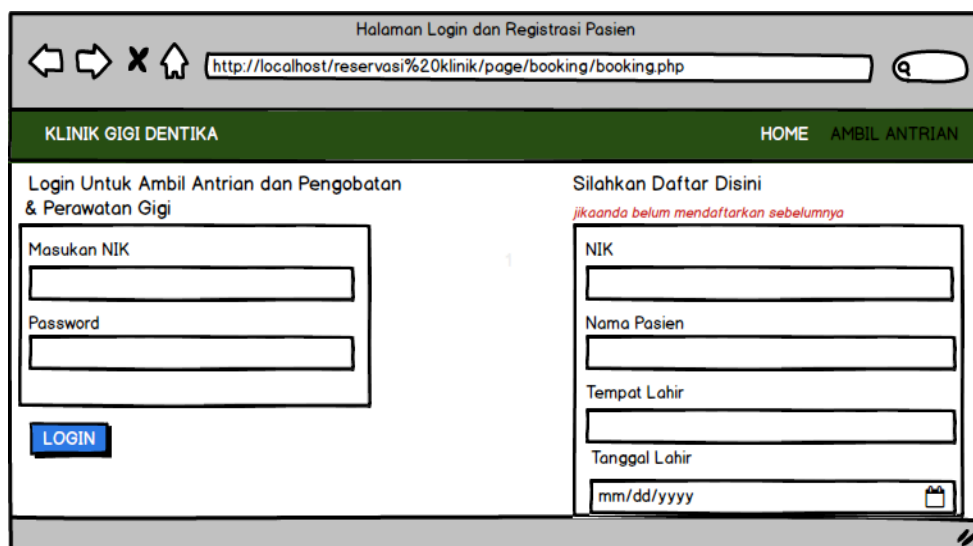 Halaman Login dan Registrasi Pasien
http://localhost/reservasi%20klinik/page/booking/booking.php
KLINIK GIGI DENTIKA
HOME
AMBIL ANTRIAN
Login Untuk Ambil Antrian dan Pengobatan
& Perawatan Gigi
Masukan NIK
Password
LOGIN
1
Silahkan Daftar Disini
jikaanda belum mendaftarkan sebelumnya
NIK
Nama Pasien
Tempat Lahir
Tanggal Lahir
mm/dd/yyyy